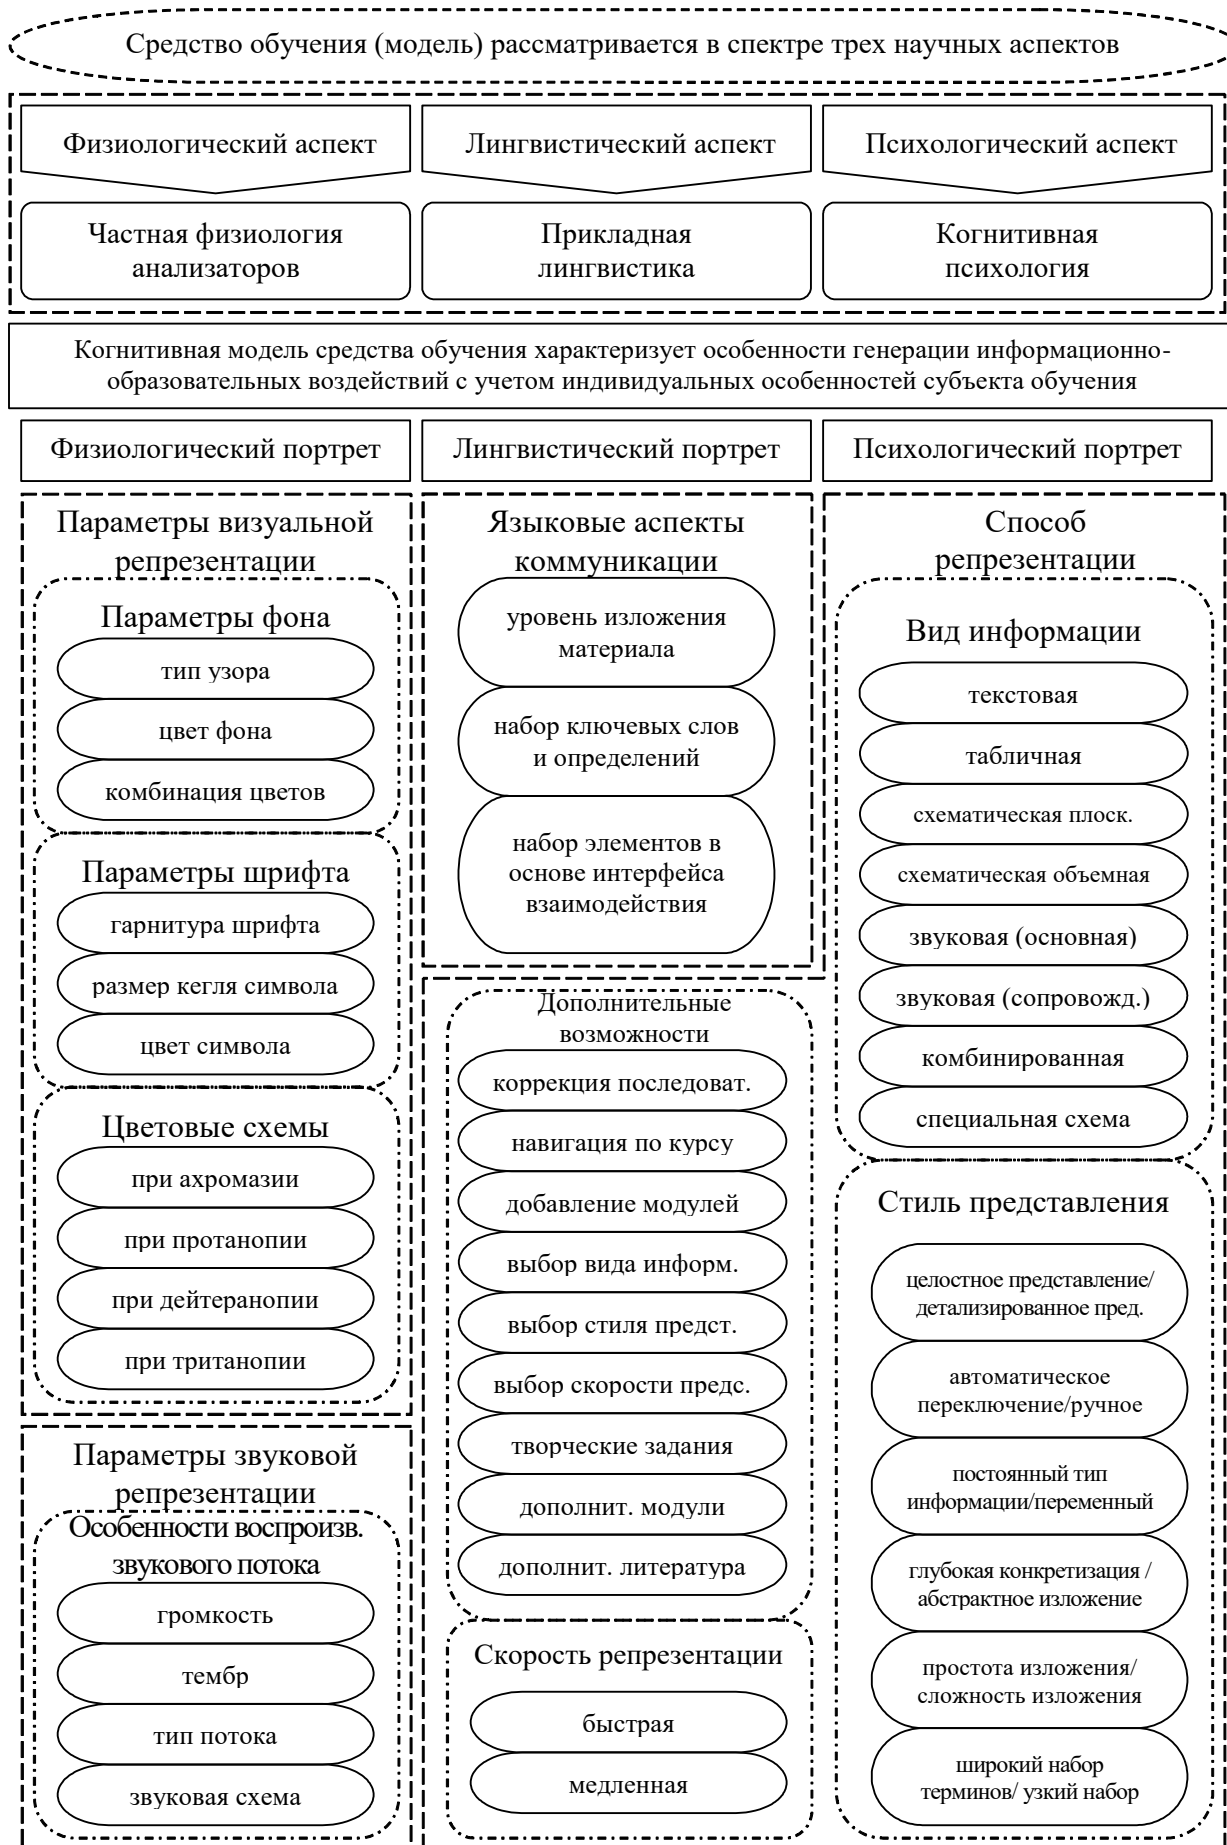 Средство обучения (модель) рассматривается в спектре трех научных аспектов
Физиологический аспект
Лингвистический аспект
Психологический аспект
Частная физиология
анализаторов
Прикладная
лингвистика
Когнитивная
психология
Когнитивная модель средства обучения характеризует особенности генерации информационно-
образовательных воздействий с учетом индивидуальных особенностей субъекта обучения
Физиологический портрет
Лингвистический портрет
Психологический портрет
Параметры визуальной
репрезентации
Параметры фона
тип узора
цвет фона
комбинация цветов
Параметры шрифта
гарнитура шрифта
размер кегля символа
цвет символа
Цветовые схемы
при ахромазии
при протанопии
при дейтеранопии
при тританопии
Параметры звуковой
репрезентации
Особенности воспроизв.
звукового потока
громкость
тембр
тип потока
звуковая схема
Языковые аспекты
коммуникации
уровень изложения
материала
набор ключевых слов
и определений
набор элементов в
основе интерфейса
взаимодействия
Дополнительные
возможности
коррекция последоват.
навигация по курсу
добавление модулей
выбор вида информ.
выбор стиля предст.
выбор скорости предс.
творческие задания
дополнит. модули
дополнит. литература
Скорость репрезентации
быстрая
медленная
Способ
репрезентации
Вид информации
текстовая
табличная
схематическая плоск.
схематическая объемная
звуковая (основная)
звуковая (сопровожд.)
комбинированная
специальная схема
Стиль представления
целостное представление/
детализированное пред.
автоматическое
переключение/ручное
постоянный тип
информации/переменный
глубокая конкретизация /
абстрактное изложение
простота изложения/
сложность изложения
широкий набор
терминов/ узкий набор